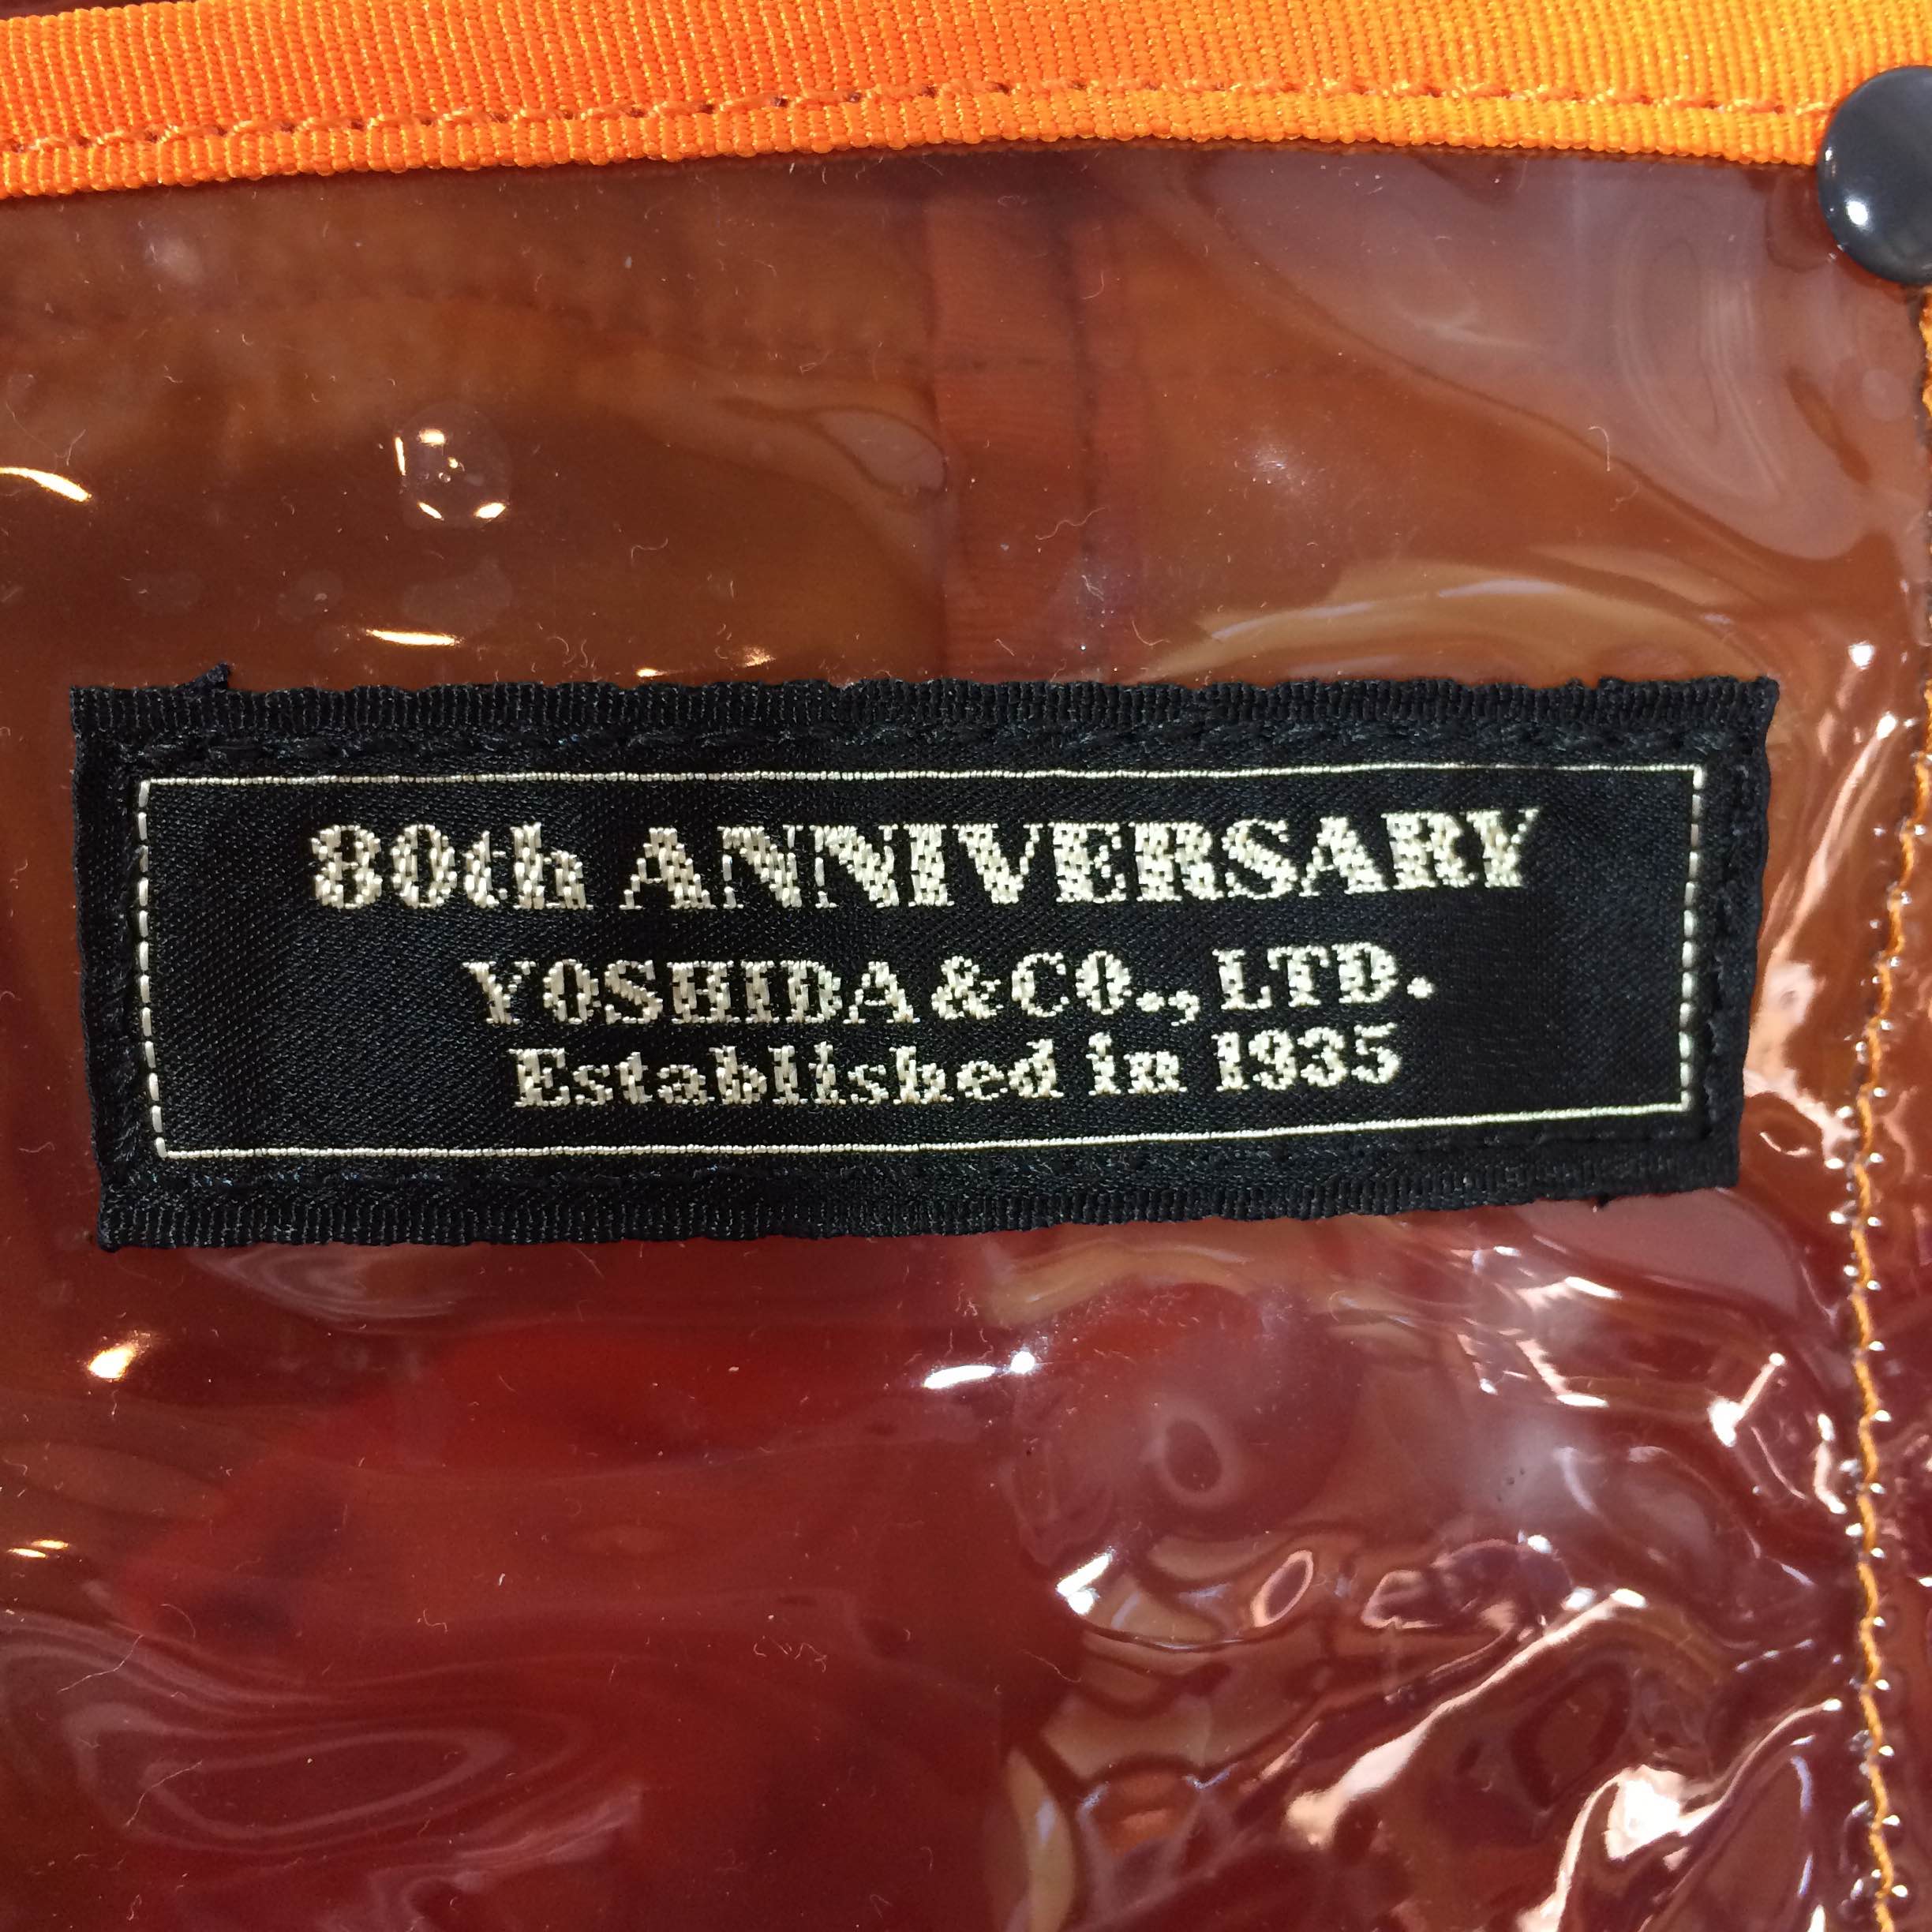 80th ANNIVERSARY
YOSHIDA & CO., LTD.
Established in 1935